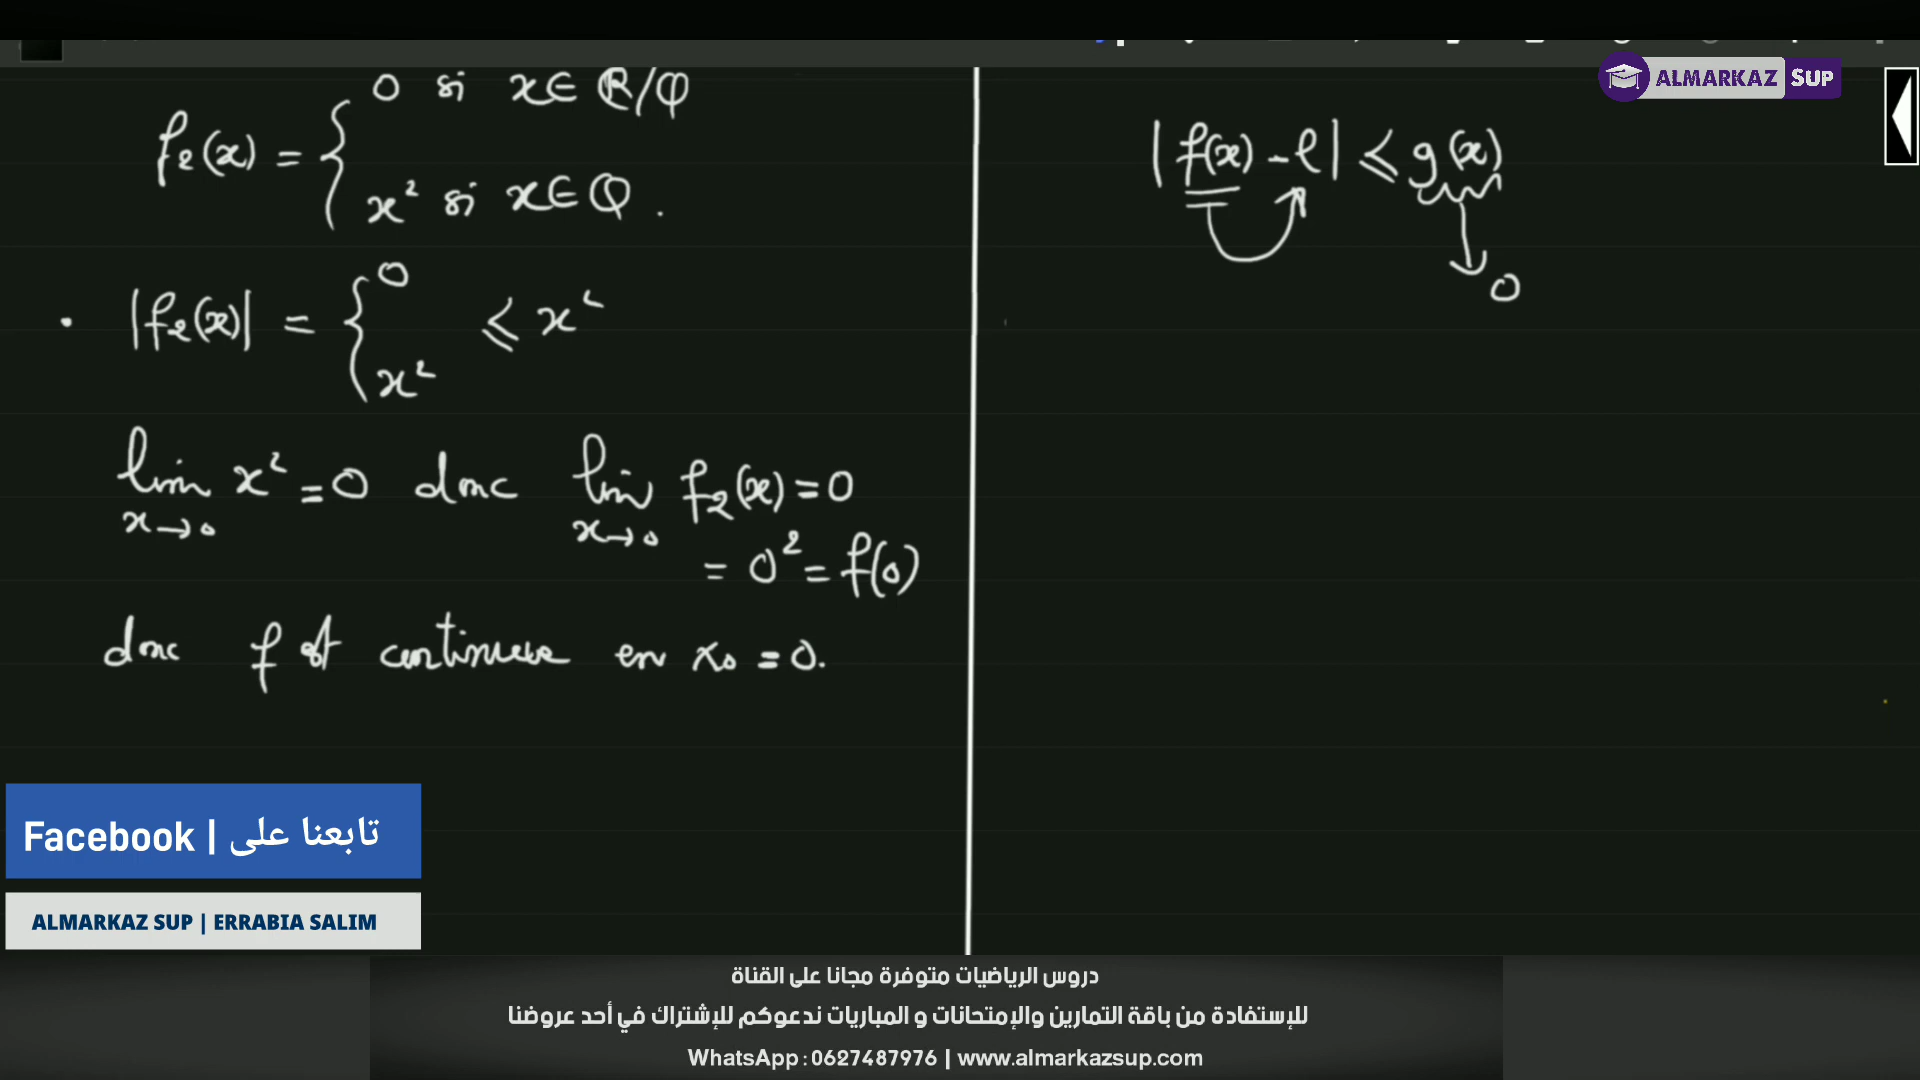 ALMARKAZ SUP
f₂(x) = { 0 si x∈ℝ/ℚ
x² si x∈ℚ.
• |f₂(x)| = { 0
x² ≤ x²
lim x→0 x² = 0 donc lim x→0 f₂(x) = 0
= 0² = f(0)
donc f est continue en x₀ = 0.
|f(x) - ℓ| ≤ g(x)
0
Facebook | تابعنا على
ALMARKAZ SUP | ERRABIA SALIM
دروس الرياضيات متوفرة مجانا على القناة
للإستفادة من باقة التمارين والإمتحانات و المباريات ندعوكم للإشتراك في أحد عروضنا
WhatsApp : 0627487976 | www.almarkazsup.com